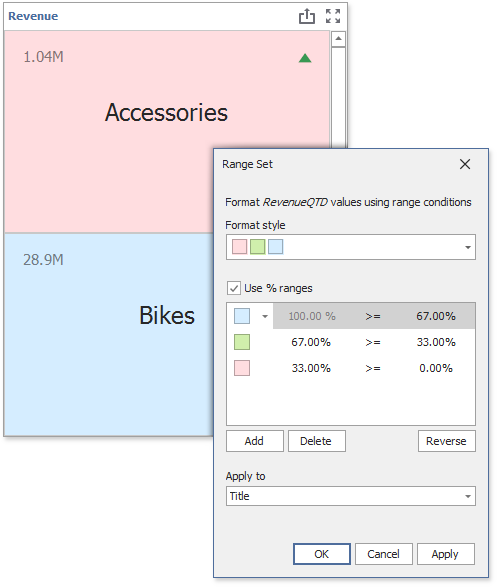 Revenue
1.04M
Accessories
28.9M
Bikes
Range Set
Format RevenueQTD values using range conditions
Format style
Use % ranges
100.00 % >= 67.00%
67.00% >= 33.00%
33.00% >= 0.00%
Add Delete Reverse
Apply to
Title
OK Cancel Apply